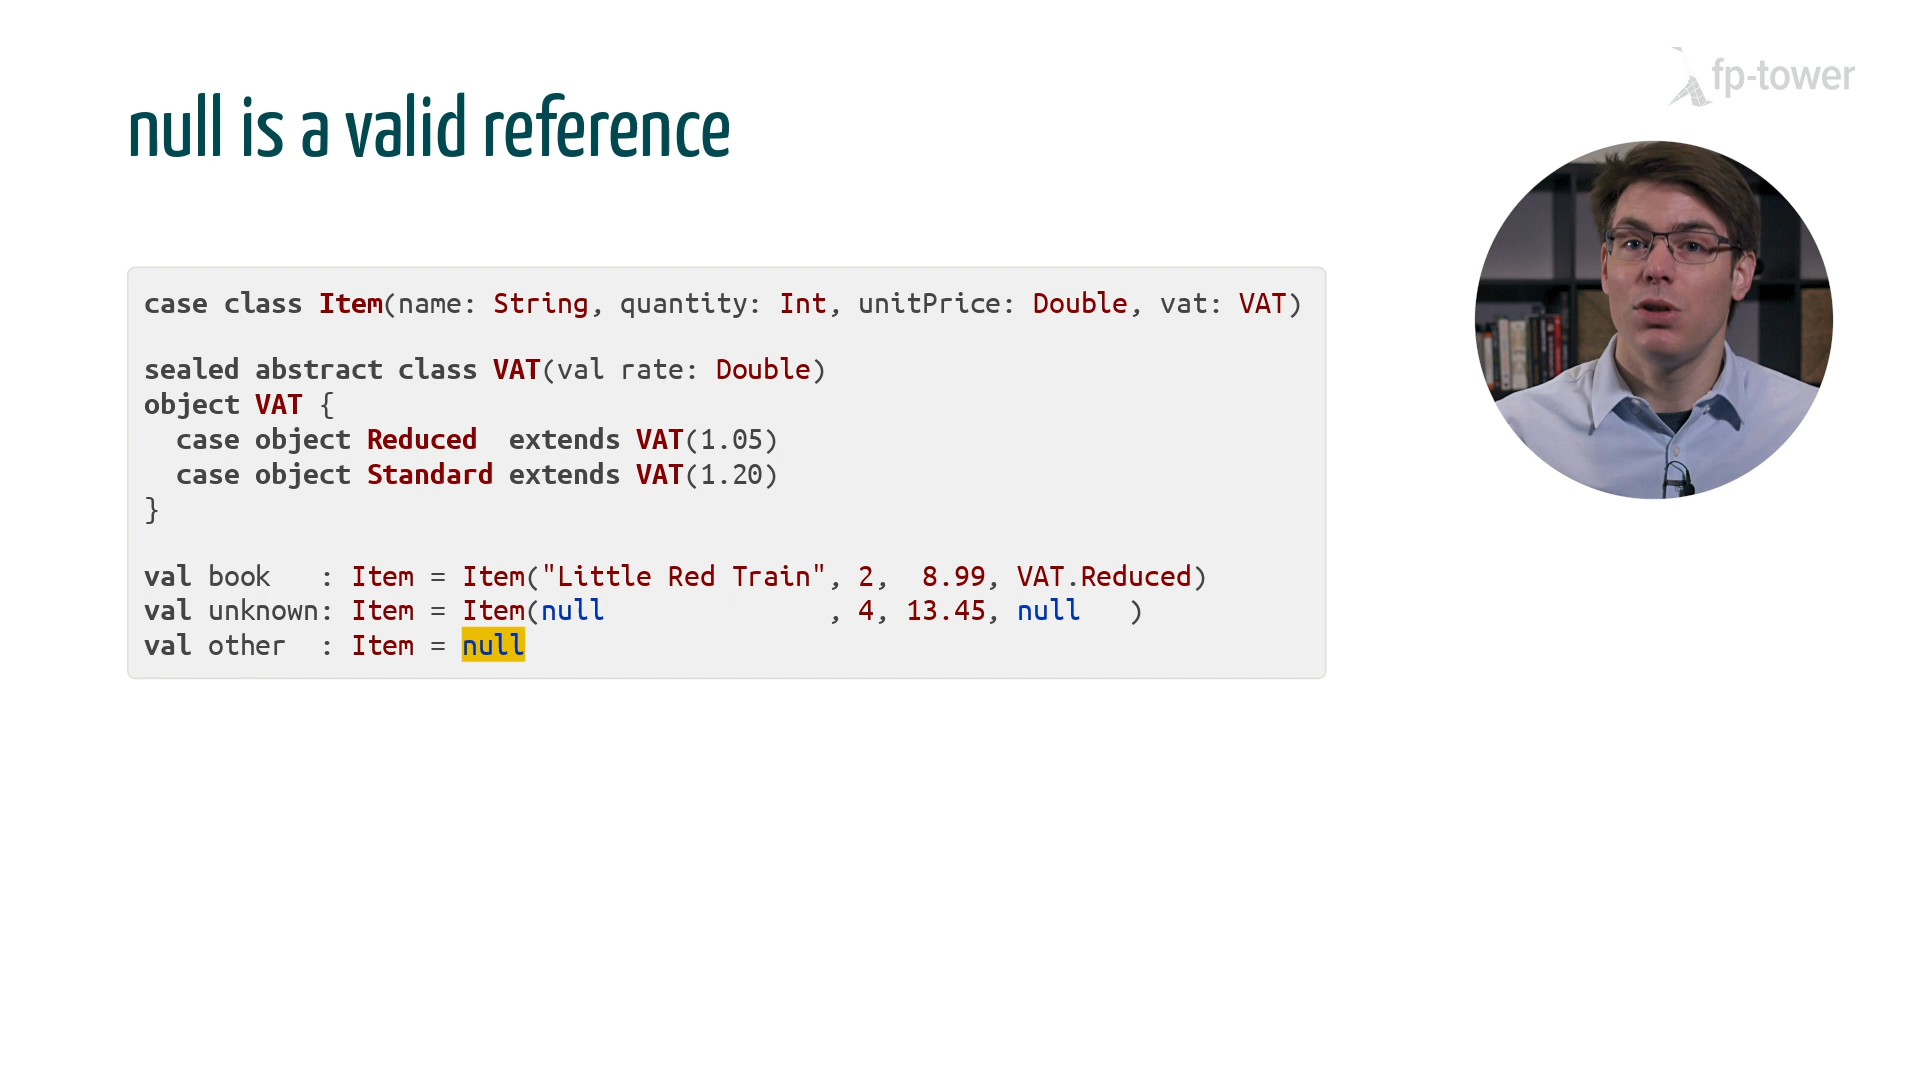 fp-tower
null is a valid reference
case class Item(name: String, quantity: Int, unitPrice: Double, vat: VAT)
sealed abstract class VAT(val rate: Double)
object VAT {
  case object Reduced  extends VAT(1.05)
  case object Standard extends VAT(1.20)
}
val book   : Item = Item("Little Red Train", 2,  8.99, VAT.Reduced)
val unknown: Item = Item(null              , 4, 13.45, null   )
val other  : Item = null